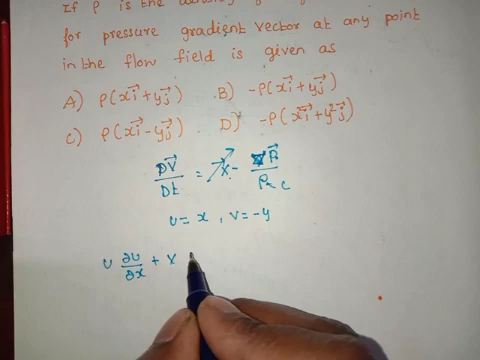 If ρ is the density of
for pressure gradient vector at any point
in the flow field is given as
A) ρ(xi⃗+yj⃗) B) -ρ(xi⃗+yj⃗)
C) ρ(xi⃗-yj⃗) D) -ρ(xi⃗+y²j⃗)
DV⃗/Dt = X - ∇P/ρ
u = x , v = -y
u ∂u/∂x + v